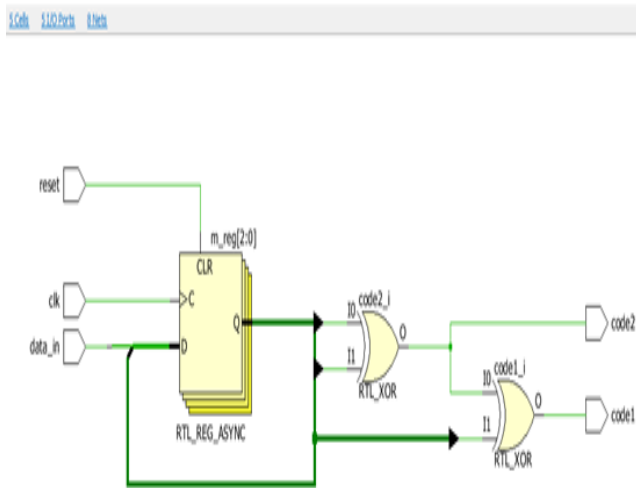 5 Cells 5 I/O Ports 8 Nets
reset
m_reg[2:0]
CLR
clk
C
data_in
D
Q
RTL_REG_ASYNC
I0
code2_i
I1
O
RTL_XOR
code2
I0
code1_i
I1
O
RTL_XOR
code1